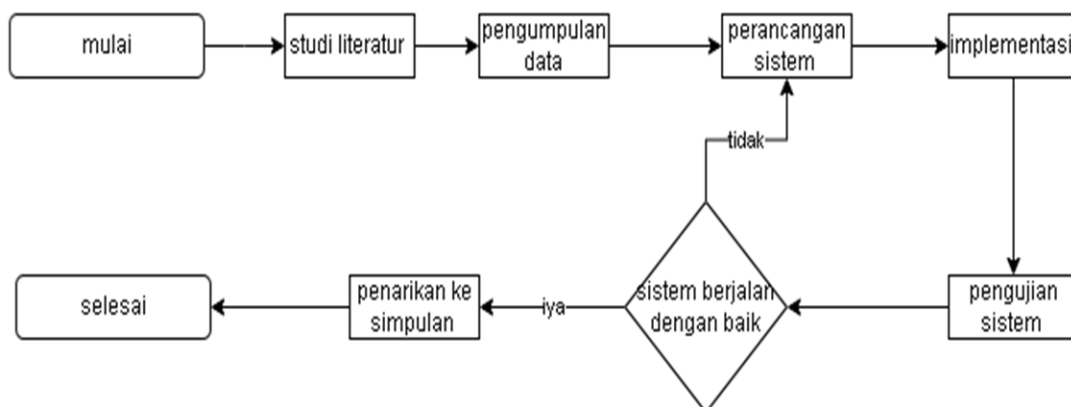 mulai
studi literatur
pengumpulan
data
perancangan
sistem
implementasi
tidak
selesai
penarikan ke
simpulan
iya
sistem berjalan
dengan baik
pengujian
sistem